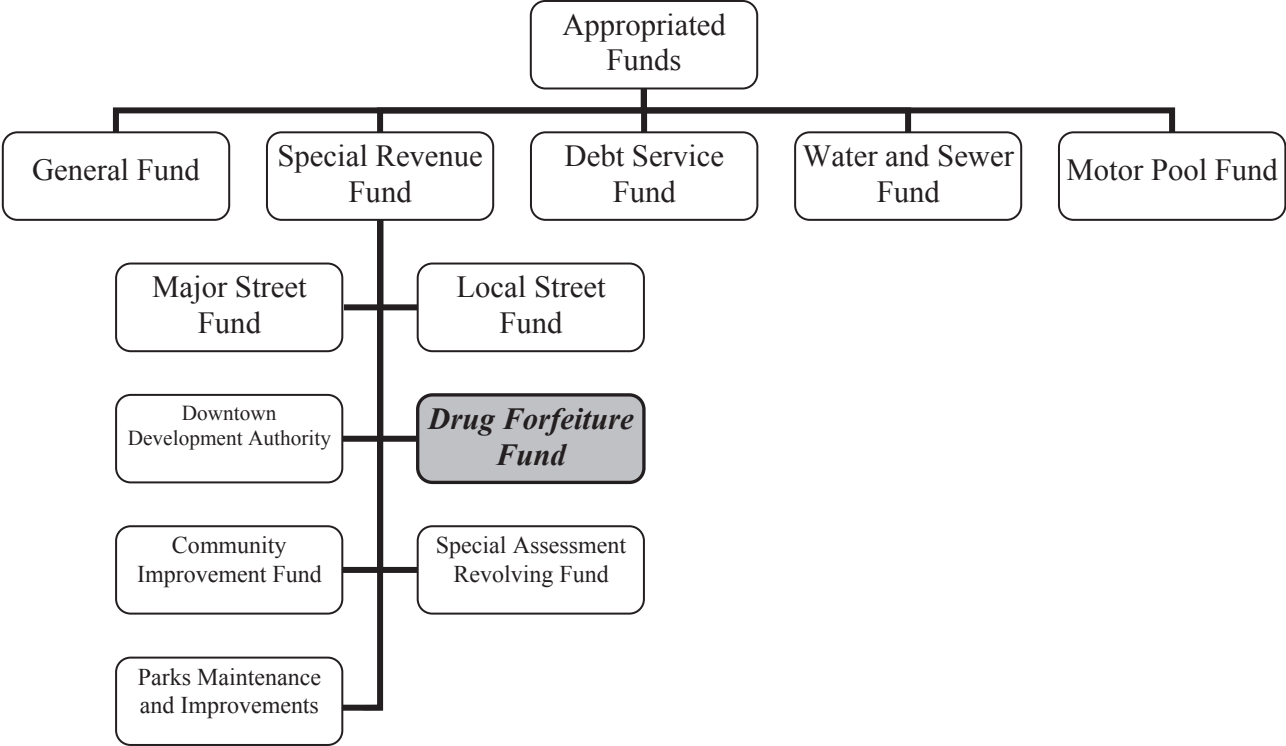 Appropriated
Funds
General Fund
Special Revenue
Fund
Debt Service
Fund
Water and Sewer
Fund
Motor Pool Fund
Major Street
Fund
Local Street
Fund
Downtown
Development Authority
Drug Forfeiture
Fund
Community
Improvement Fund
Special Assessment
Revolving Fund
Parks Maintenance
and Improvements